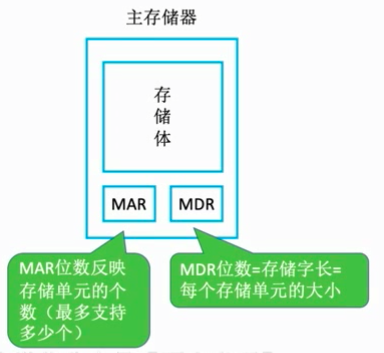 主存储器
存
储
体
MAR
MDR
MAR位数反映
存储单元的个
数（最多支持
多少个）
MDR位数=存储字长=
每个存储单元的大小